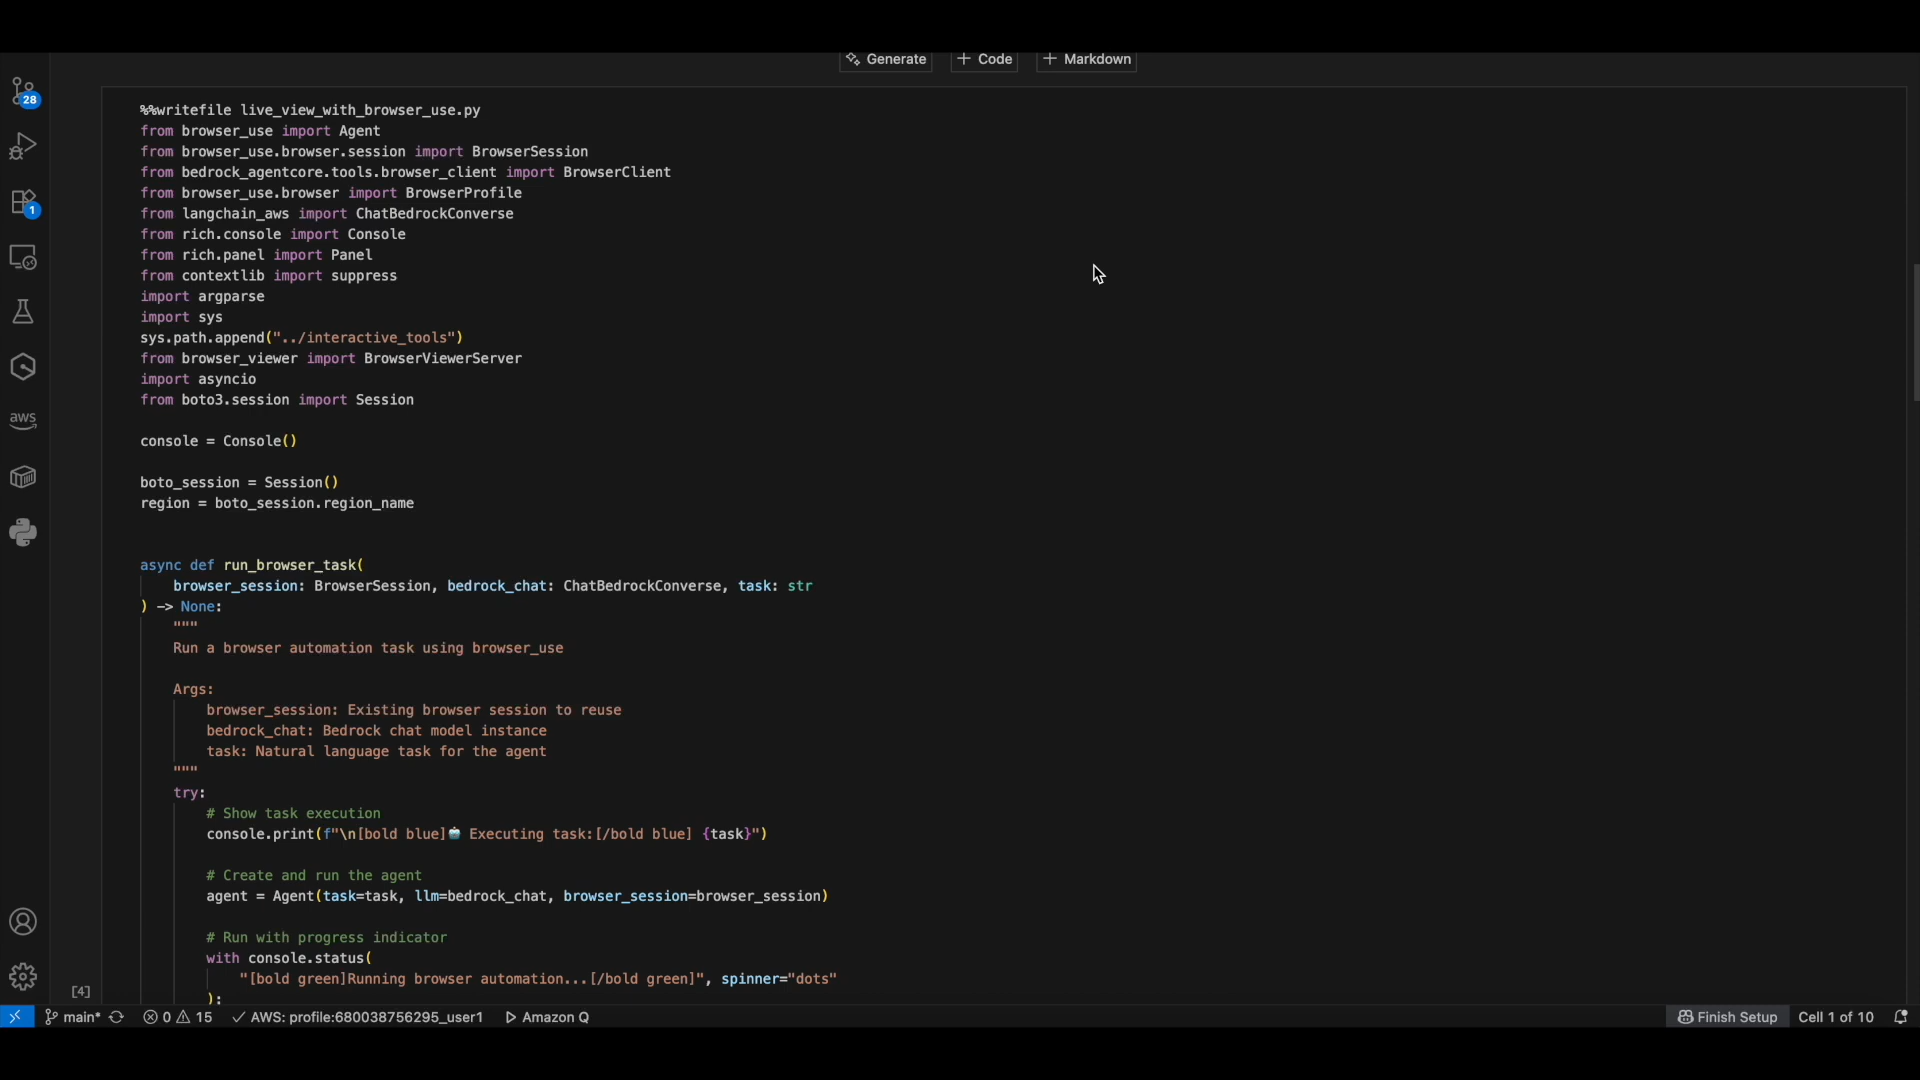 Generate + Code + Markdown
28
1
aws
%%writefile live_view_with_browser_use.py
from browser_use import Agent
from browser_use.browser.session import BrowserSession
from bedrock_agentcore.tools.browser_client import BrowserClient
from browser_use.browser import BrowserProfile
from langchain_aws import ChatBedrockConverse
from rich.console import Console
from rich.panel import Panel
from contextlib import suppress
import argparse
import sys
sys.path.append("../interactive_tools")
from browser_viewer import BrowserViewerServer
import asyncio
from boto3.session import Session
console = Console()
boto_session = Session()
region = boto_session.region_name
async def run_browser_task(
browser_session: BrowserSession, bedrock_chat: ChatBedrockConverse, task: str
) -> None:
"""
Run a browser automation task using browser_use
Args:
browser_session: Existing browser session to reuse
bedrock_chat: Bedrock chat model instance
task: Natural language task for the agent
"""
try:
# Show task execution
console.print(f"\n[bold blue]🤖 Executing task:[/bold blue] {task}")
# Create and run the agent
agent = Agent(task=task, llm=bedrock_chat, browser_session=browser_session)
# Run with progress indicator
with console.status(
"[bold green]Running browser automation...[/bold green]", spinner="dots"
):
[4]
main* 0 15 AWS: profile:680038756295_user1 Amazon Q Finish Setup Cell 1 of 10